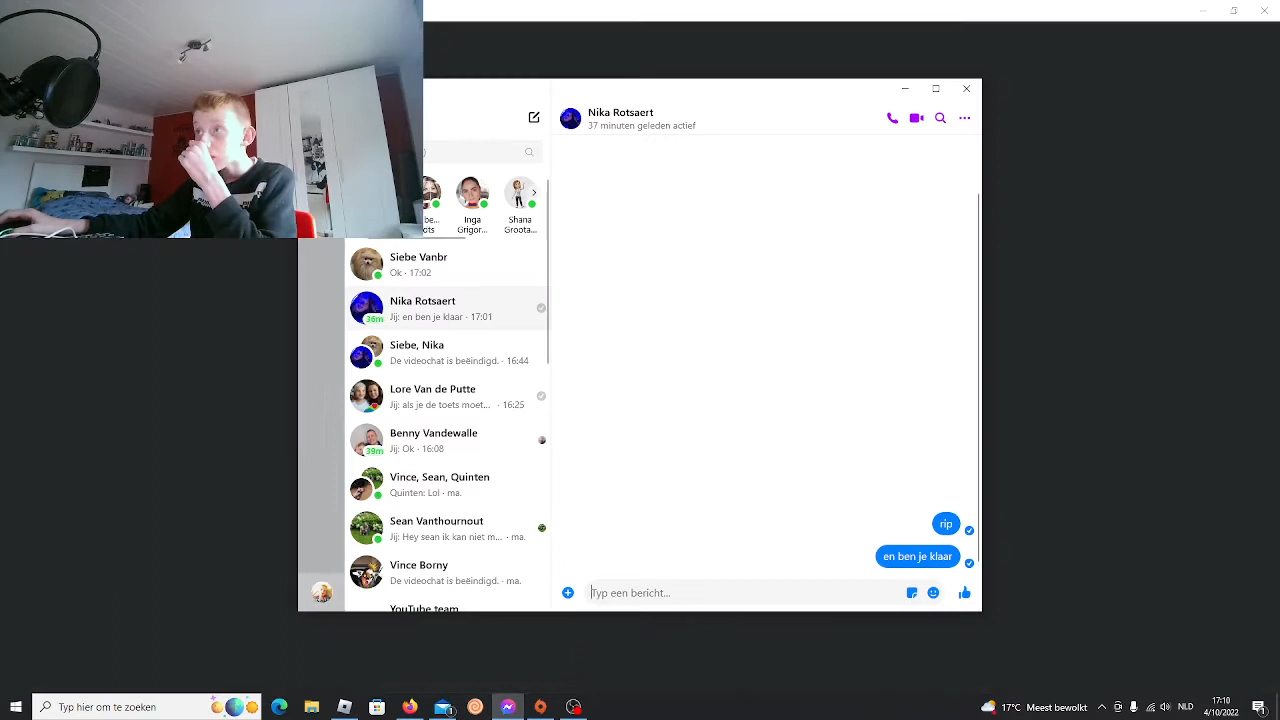 Nika Rotsaert
37 minuten geleden actief
)
be...
ots
Inga
Grigor...
Shana
Groota...
Siebe Vanbr
Ok · 17:02
Nika Rotsaert
Jij: en ben je klaar · 17:01
36m
Siebe, Nika
De videochat is beëindigd. · 16:44
Lore Van de Putte
Jij: als je de toets moet... · 16:25
Benny Vandewalle
Jij: Ok · 16:08
39m
Vince, Sean, Quinten
Quinten: Lol · ma.
Sean Vanthournout
Jij: Hey sean ik kan niet m... · ma.
Vince Borny
De videochat is beëindigd. · ma.
YouTube team
rip
en ben je klaar
Typ een bericht...
Typ hier om te zoeken
17°C Meest bewolkt
NLD
17:10
4/10/2022